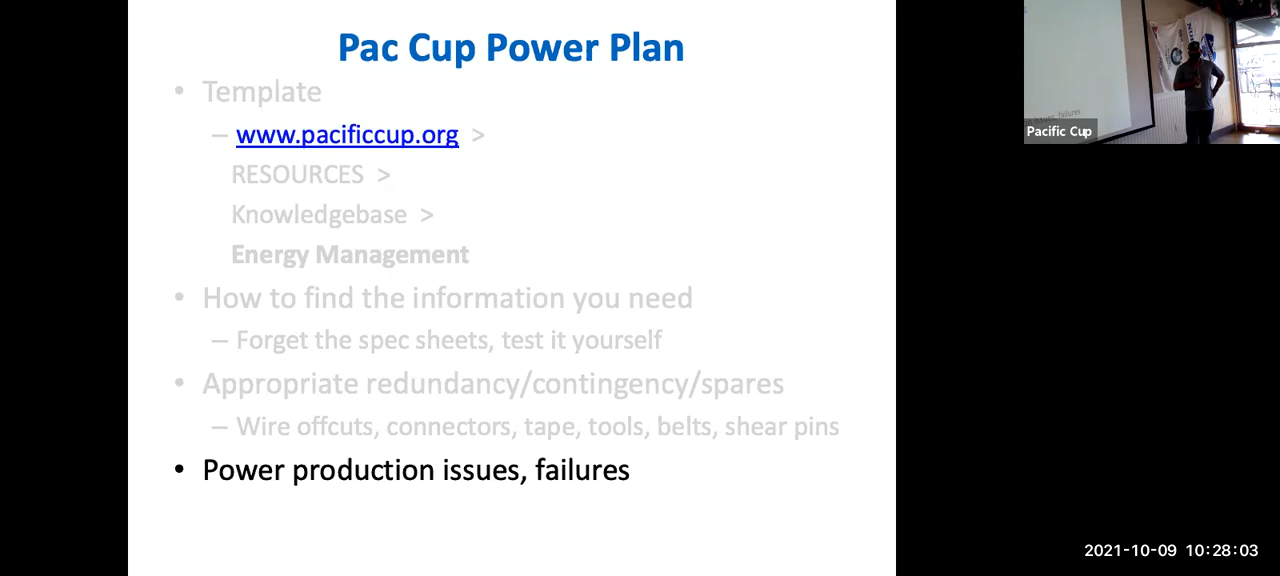 Pac Cup Power Plan
• Template
– www.pacificcup.org >
RESOURCES >
Knowledgebase >
Energy Management
• How to find the information you need
– Forget the spec sheets, test it yourself
• Appropriate redundancy/contingency/spares
– Wire offcuts, connectors, tape, tools, belts, shear pins
• Power production issues, failures
issues, failures
Pacific Cup
2021-10-09 10:28:03